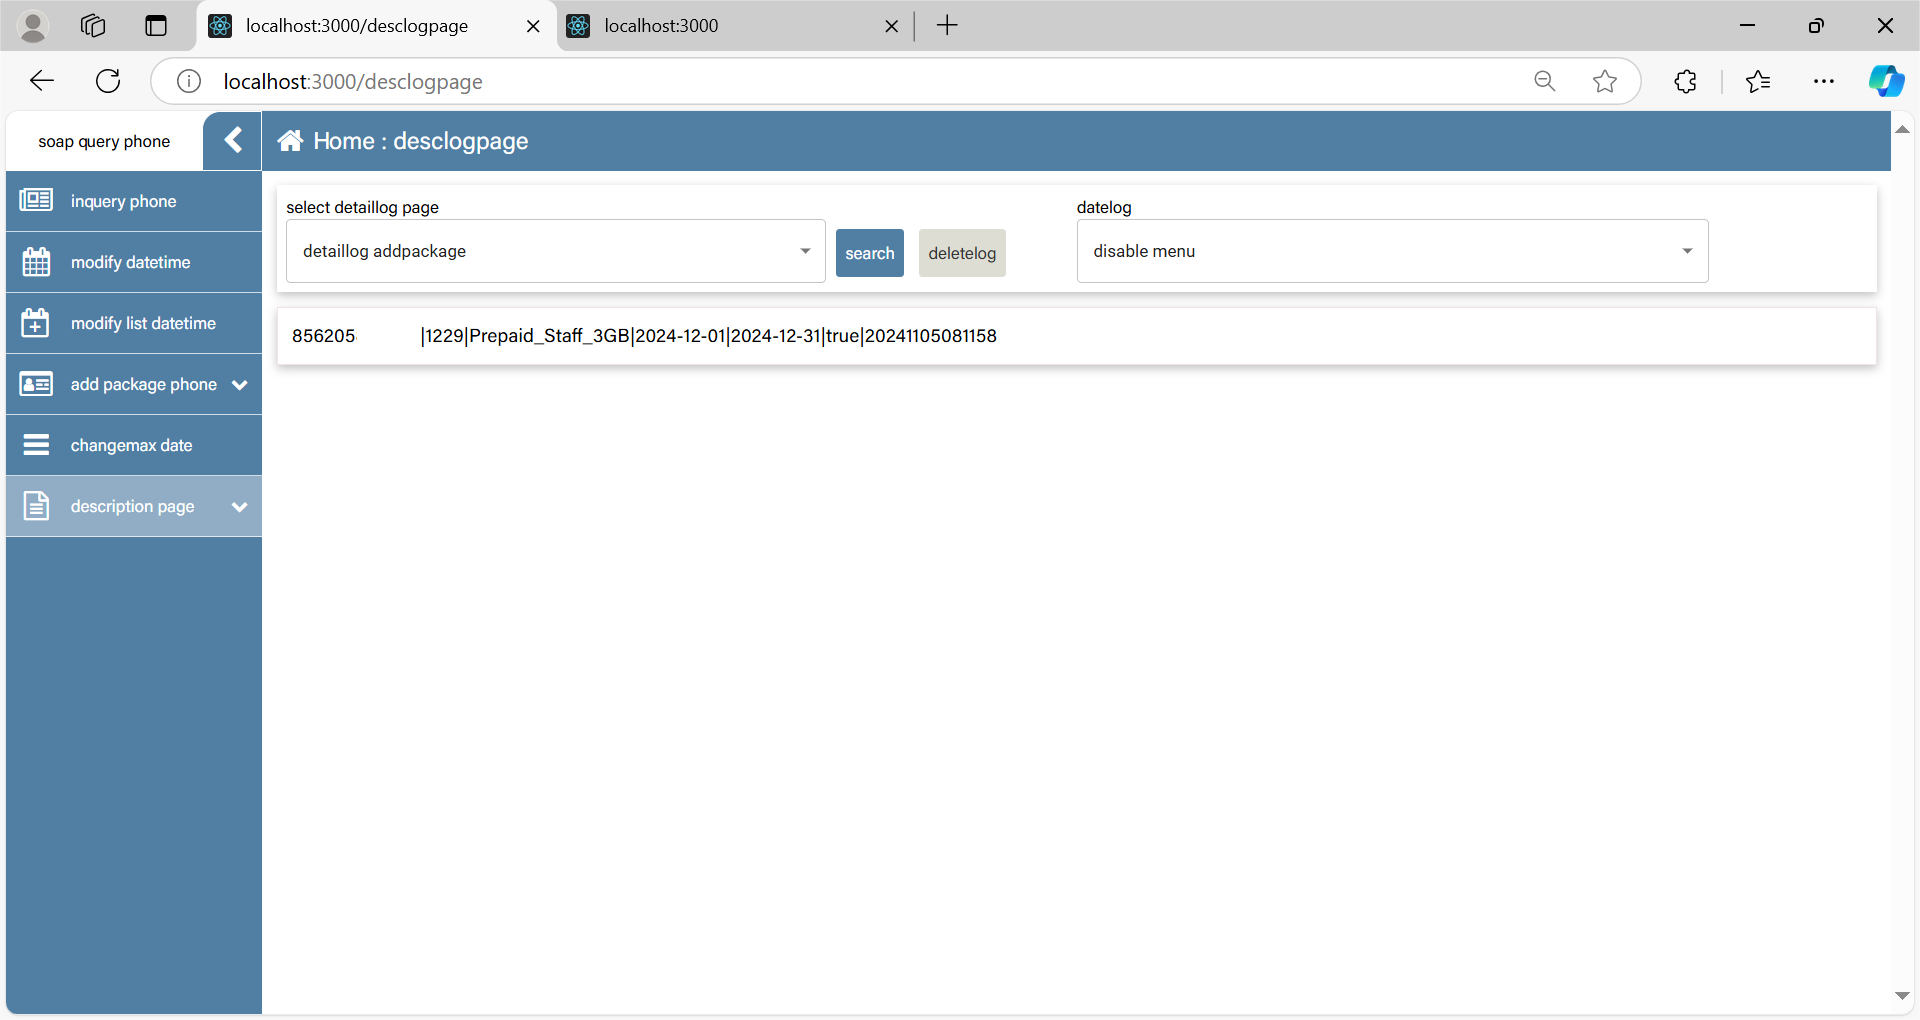 localhost:3000/desclogpage
localhost:3000
localhost:3000/desclogpage
soap query phone
Home : desclogpage
inquery phone
modify datetime
modify list datetime
add package phone
changemax date
description page
select detaillog page
detaillog addpackage
search
deletelog
datelog
disable menu
856205 |1229|Prepaid_Staff_3GB|2024-12-01|2024-12-31|true|20241105081158